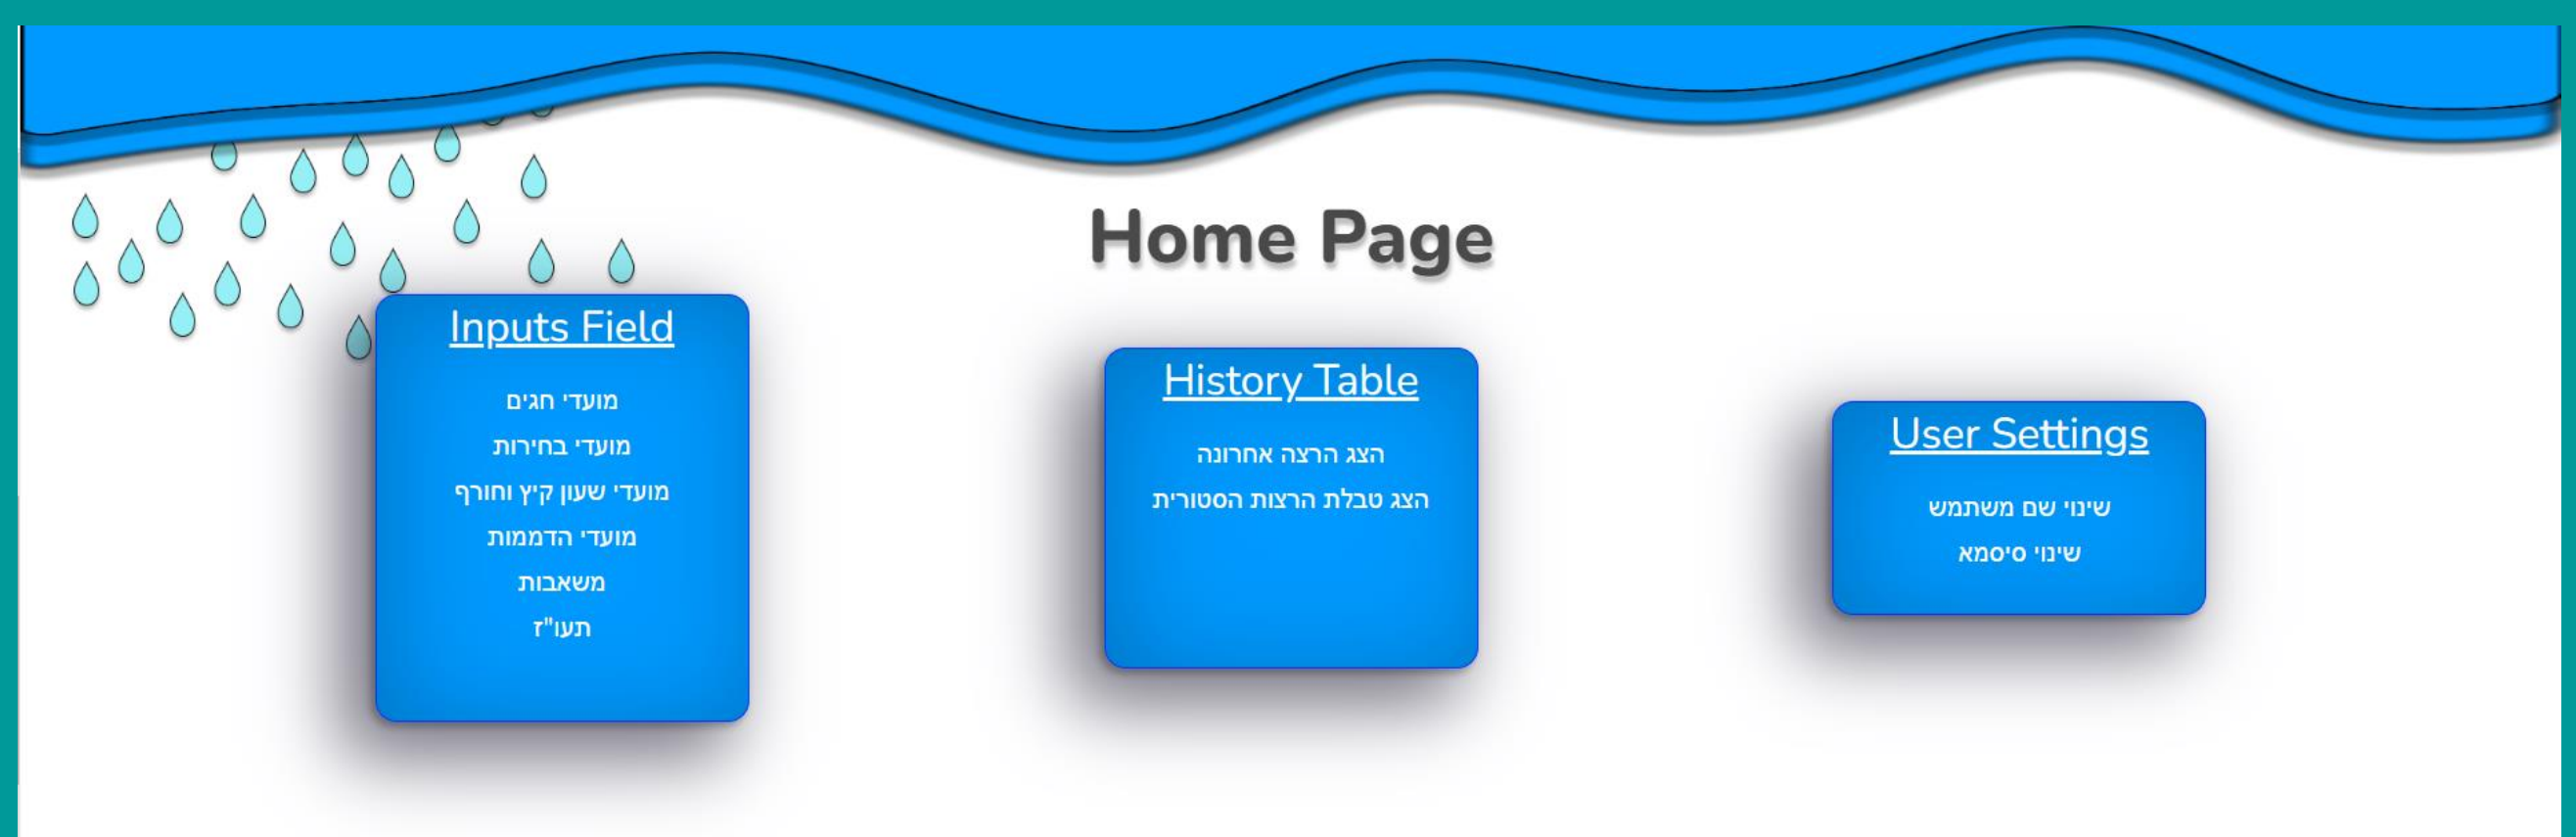 Home Page
Inputs Field
מועדי חגים
מועדי בחירות
מועדי שעון קיץ וחורף
מועדי הדממות
משאבות
תעו"ז
History Table
הצג הרצה אחרונה
הצג טבלת הרצות הסטורית
User Settings
שינוי שם משתמש
שינוי סיסמא